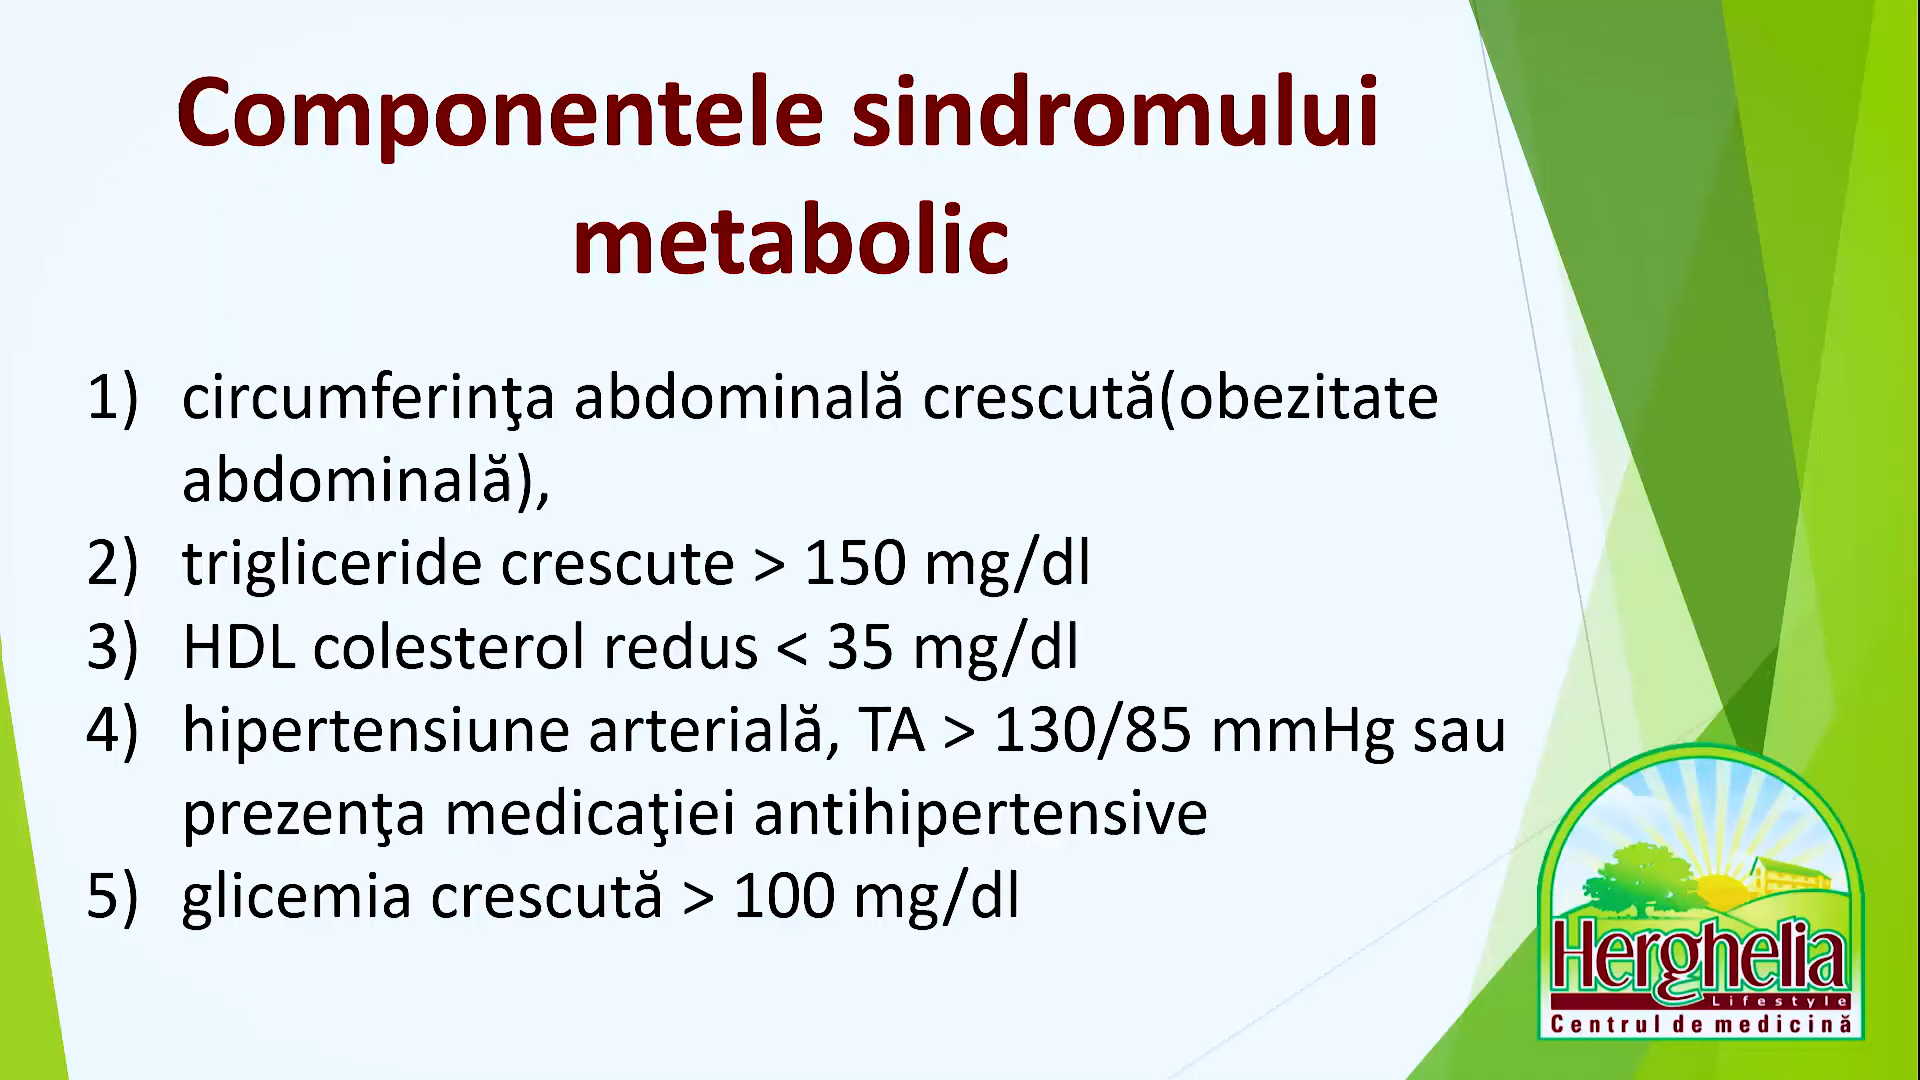 Componentele sindromului
metabolic
1) circumferinţa abdominală crescută(obezitate
abdominală),
2) trigliceride crescute > 150 mg/dl
3) HDL colesterol redus < 35 mg/dl
4) hipertensiune arterială, TA > 130/85 mmHg sau
prezenţa medicaţiei antihipertensive
5) glicemia crescută > 100 mg/dl
Herghelia
Lifestyle
Centrul de medicină